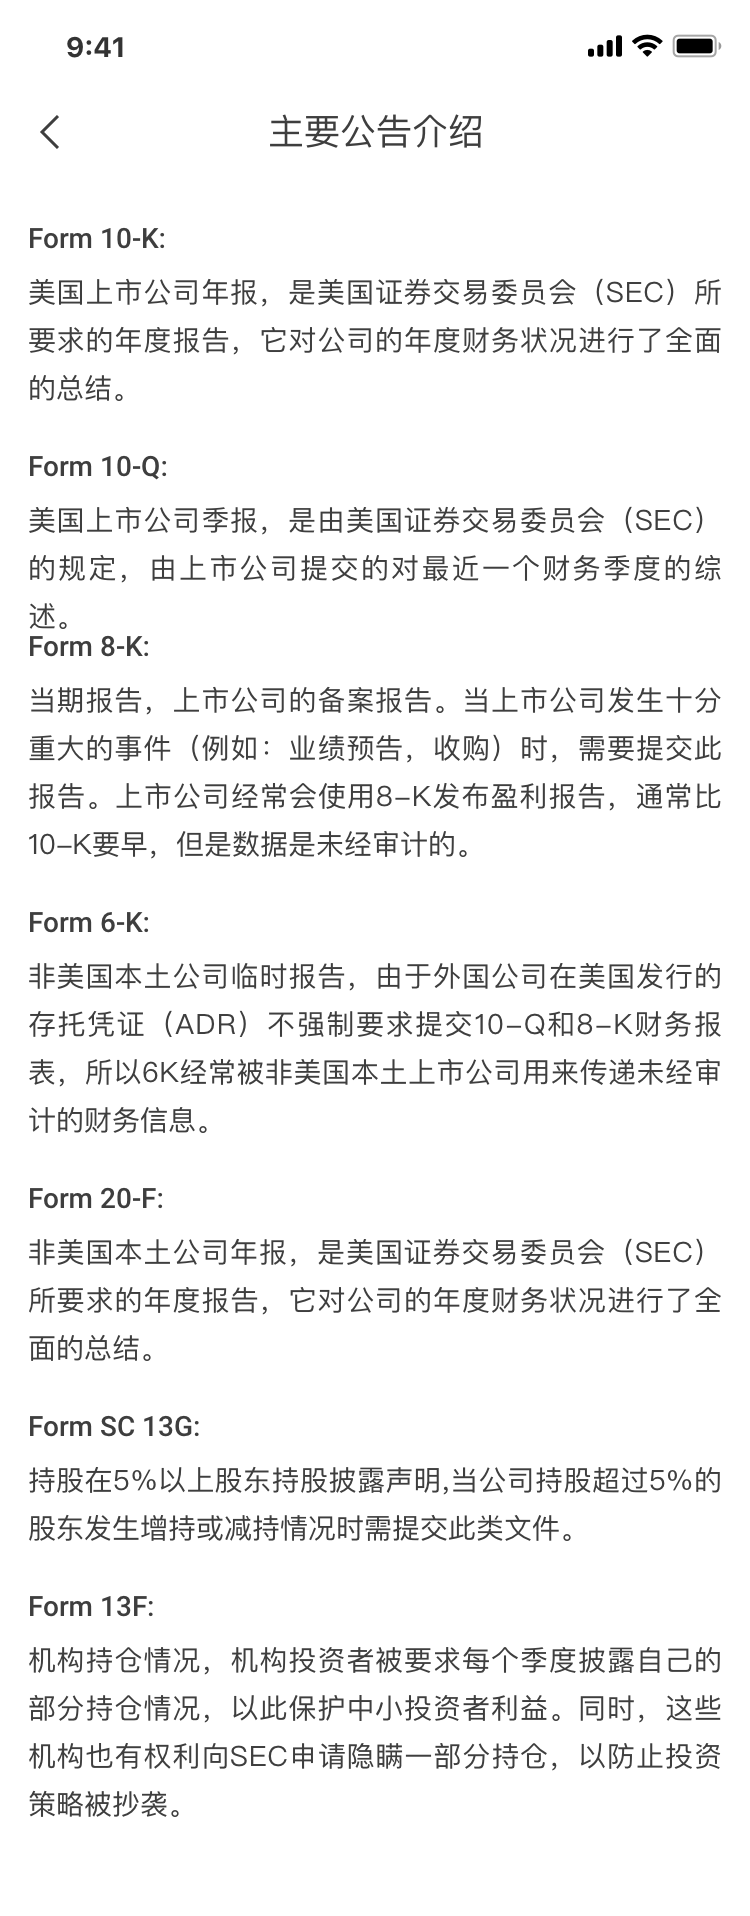 9:41
主要公告介绍
Form 10-K:
美国上市公司年报，是美国证券交易委员会（SEC）所
要求的年度报告，它对公司的年度财务状况进行了全面
的总结。
Form 10-Q:
美国上市公司季报，是由美国证券交易委员会（SEC）
的规定，由上市公司提交的对最近一个财务季度的综
述。
Form 8-K:
当期报告，上市公司的备案报告。当上市公司发生十分
重大的事件（例如：业绩预告，收购）时，需要提交此
报告。上市公司经常会使用8–K发布盈利报告，通常比
10–K要早，但是数据是未经审计的。
Form 6-K:
非美国本土公司临时报告，由于外国公司在美国发行的
存托凭证（ADR）不强制要求提交10–Q和8–K财务报
表，所以6K经常被非美国本土上市公司用来传递未经审
计的财务信息。
Form 20-F:
非美国本土公司年报，是美国证券交易委员会（SEC）
所要求的年度报告，它对公司的年度财务状况进行了全
面的总结。
Form SC 13G:
持股在5%以上股东持股披露声明,当公司持股超过5%的
股东发生增持或减持情况时需提交此类文件。
Form 13F:
机构持仓情况，机构投资者被要求每个季度披露自己的
部分持仓情况，以此保护中小投资者利益。同时，这些
机构也有权利向SEC申请隐瞒一部分持仓，以防止投资
策略被抄袭。